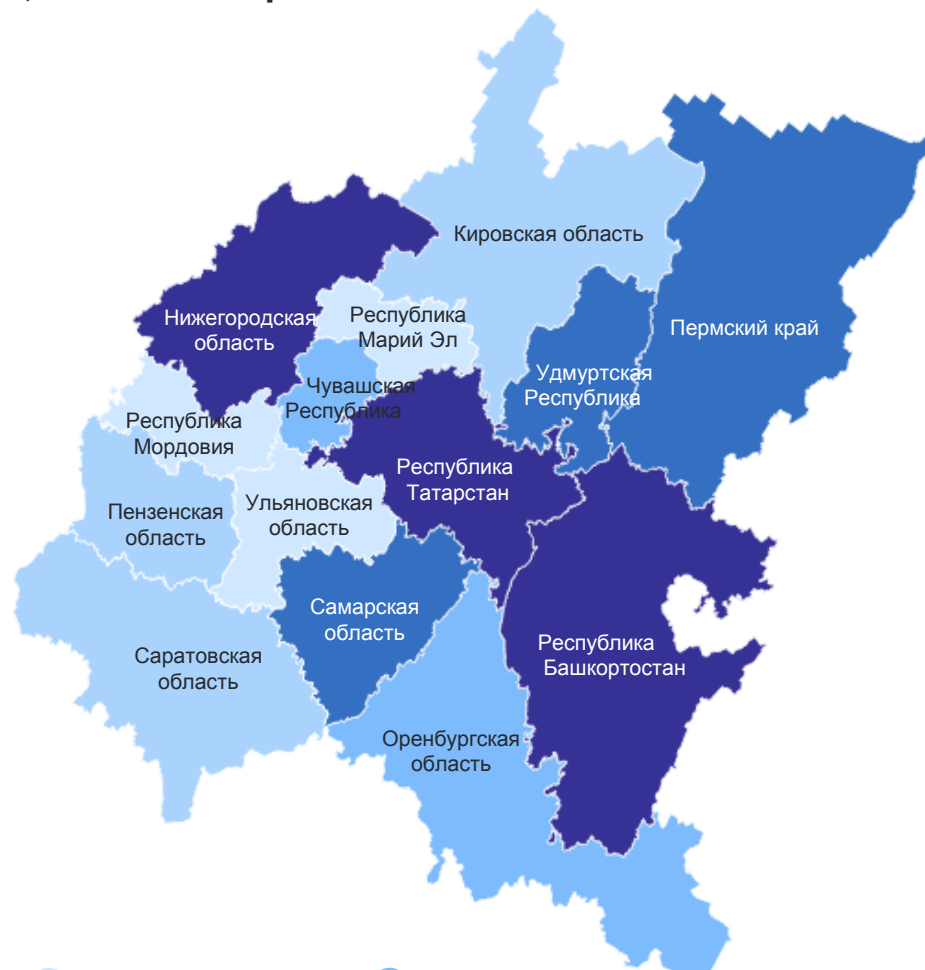 Кировская область
Пермский край
Нижегородская
область
Республика
Марий Эл
Удмуртская
Республика
Чувашская
Республика
Республика
Мордовия
Республика
Татарстан
Ульяновская
область
Пензенская
область
Самарская
область
Республика
Башкортостан
Саратовская
область
Оренбургская
область